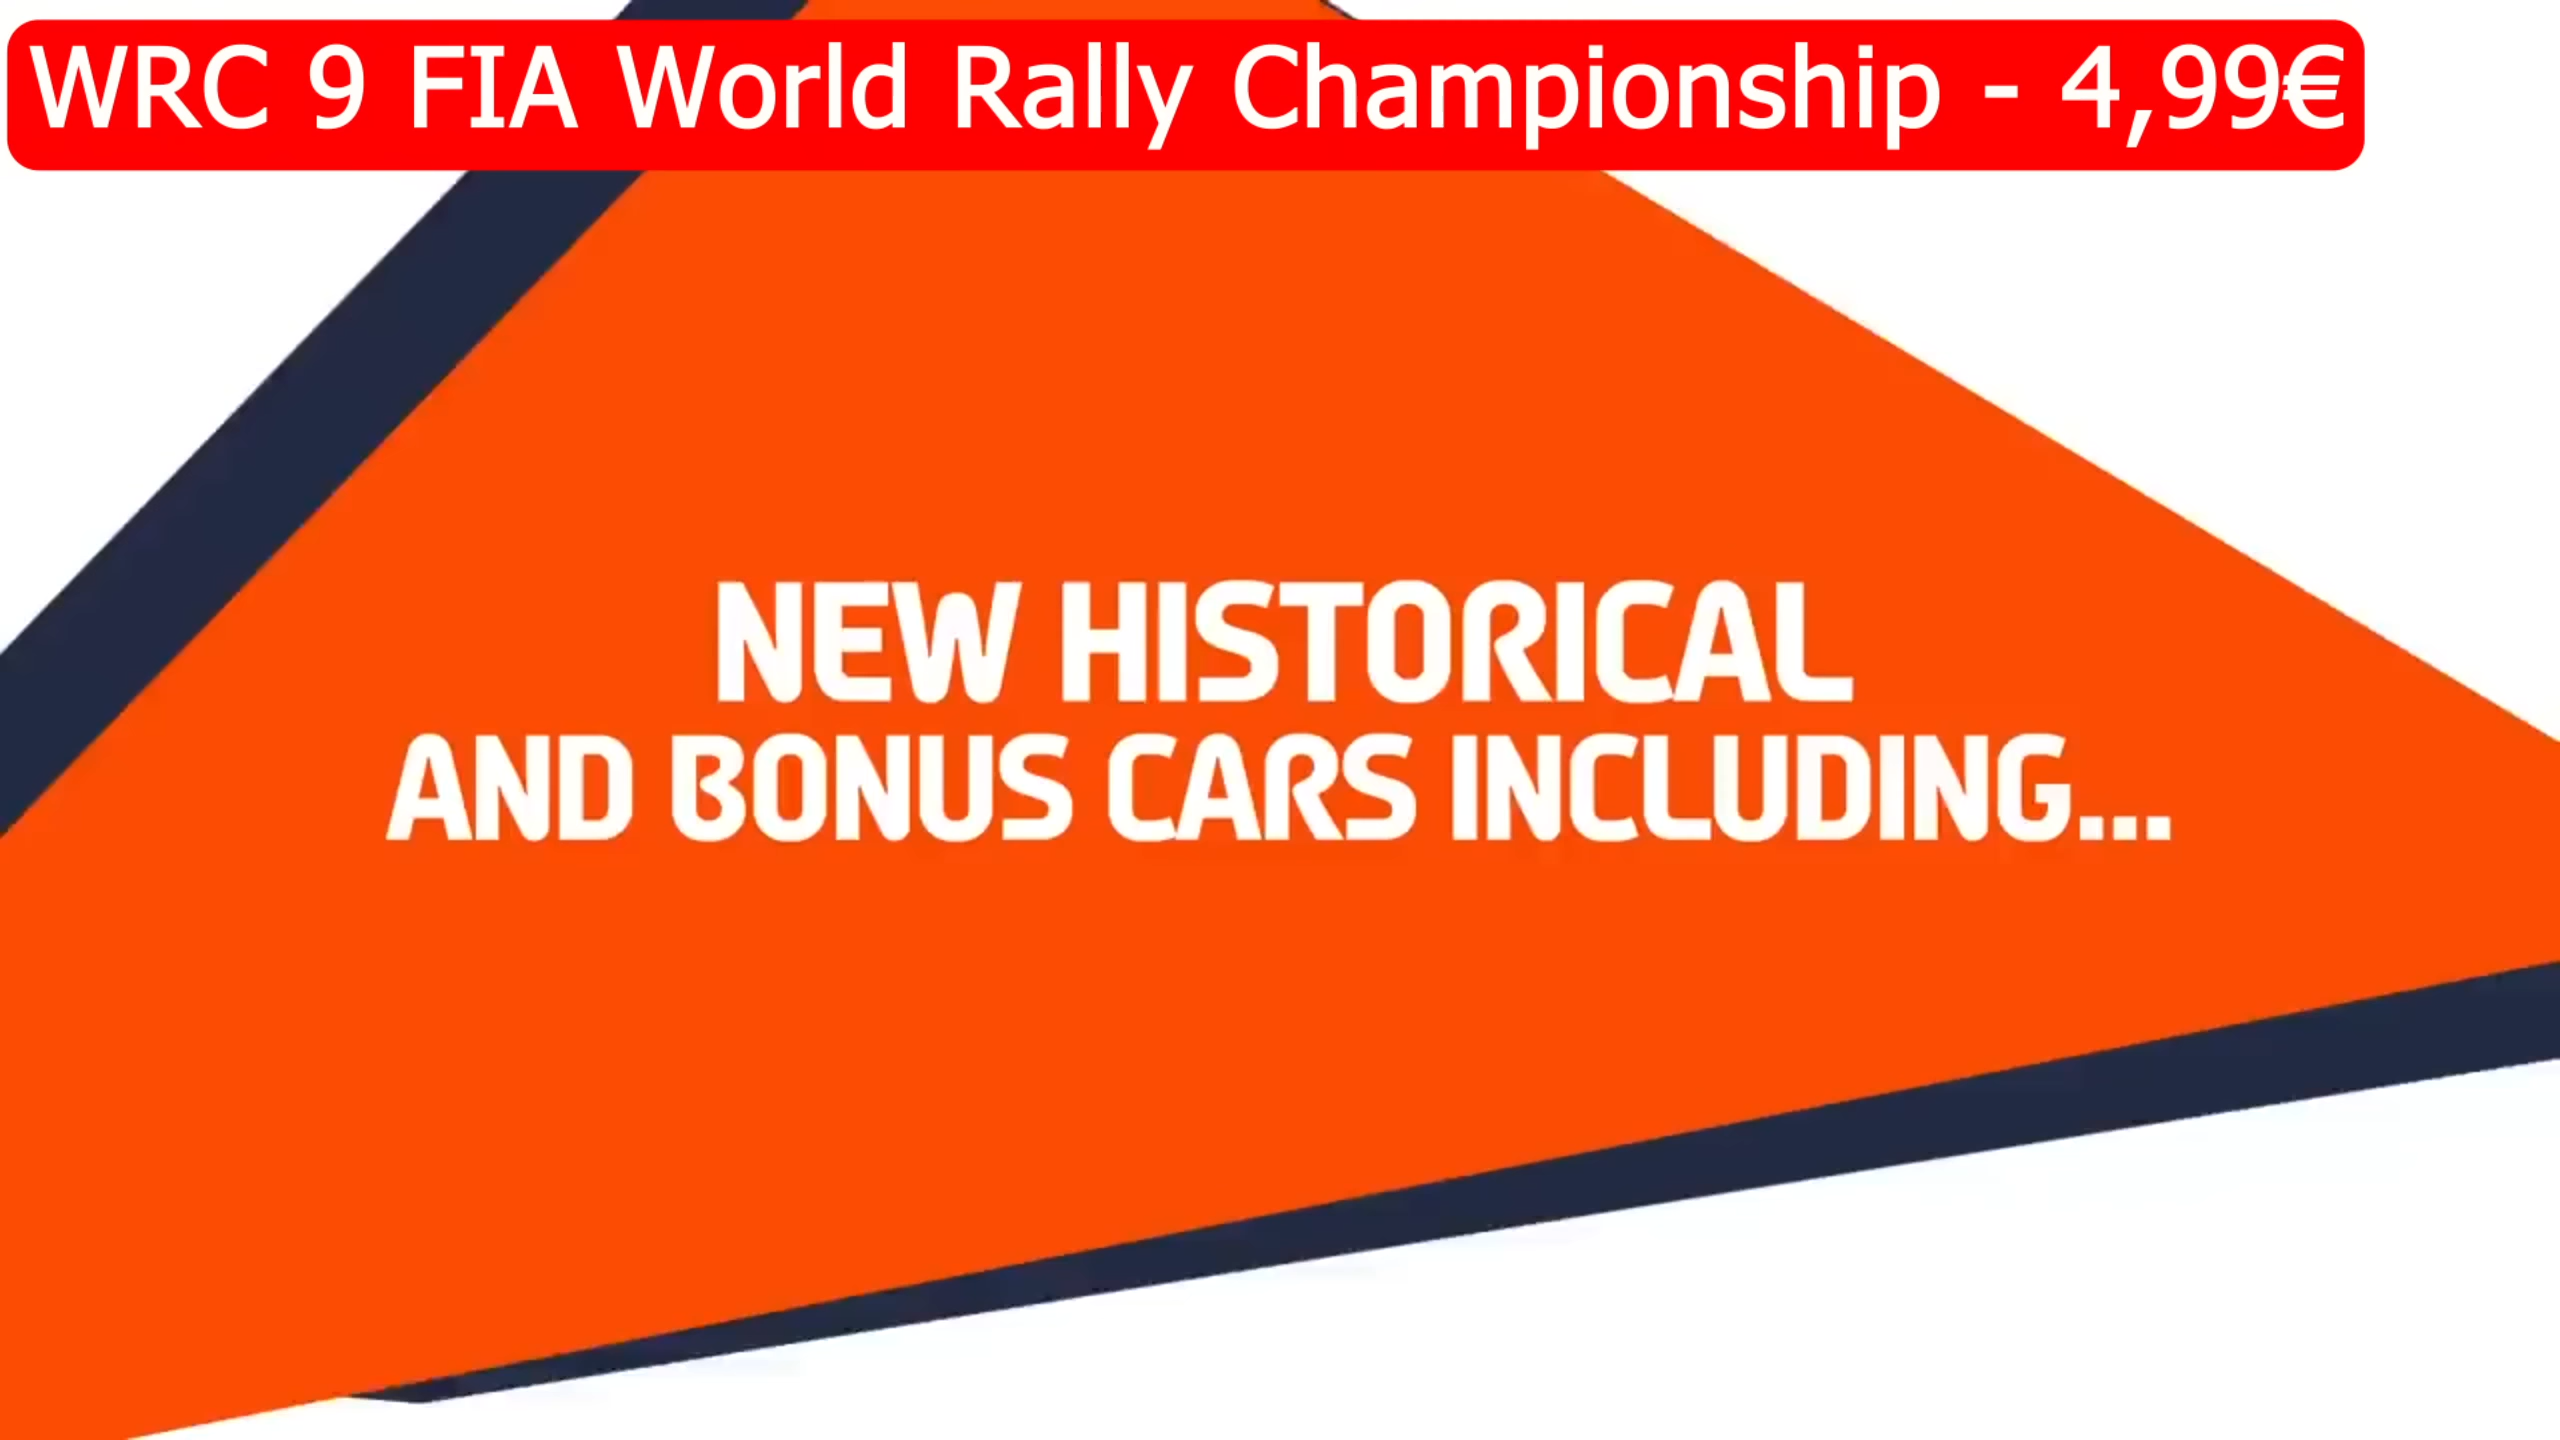 WRC 9 FIA World Rally Championship - 4,99€
NEW HISTORICAL
AND BONUS CARS INCLUDING...